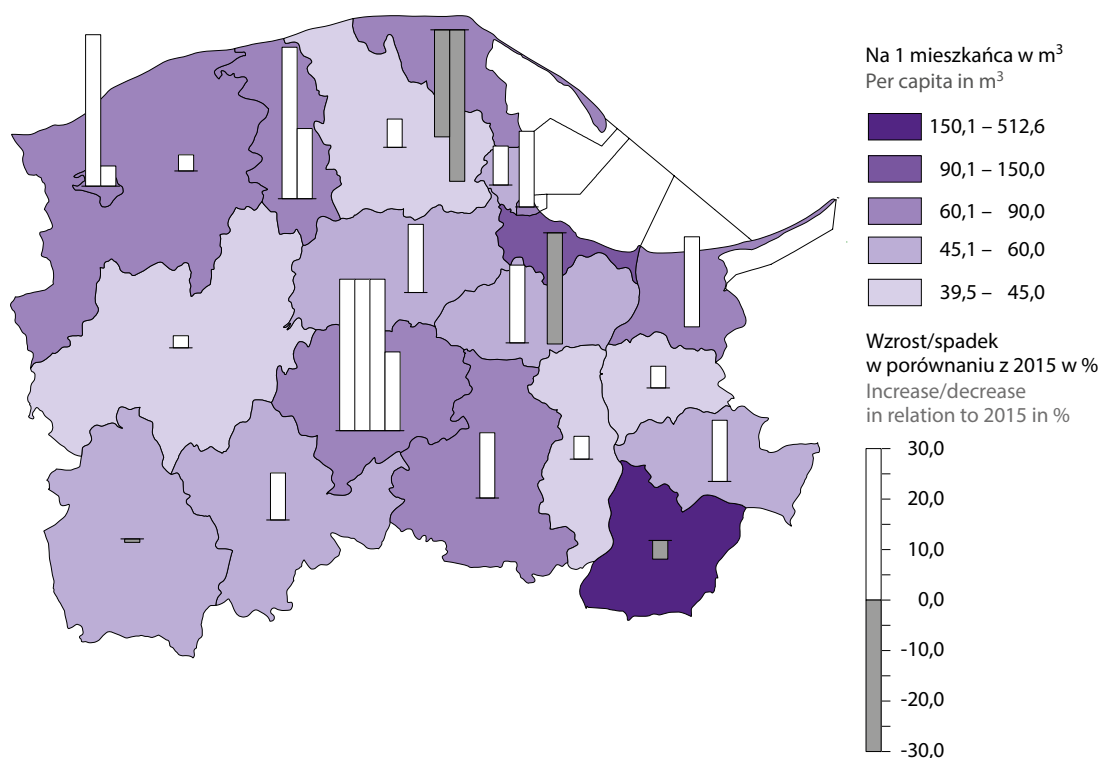 Na 1 mieszkańca w m³
Per capita in m³
150,1 – 512,6
90,1 – 150,0
60,1 – 90,0
45,1 – 60,0
39,5 – 45,0
Wzrost/spadek
w porównaniu z 2015 w %
Increase/decrease
in relation to 2015 in %
30,0
20,0
10,0
0,0
-10,0
-20,0
-30,0